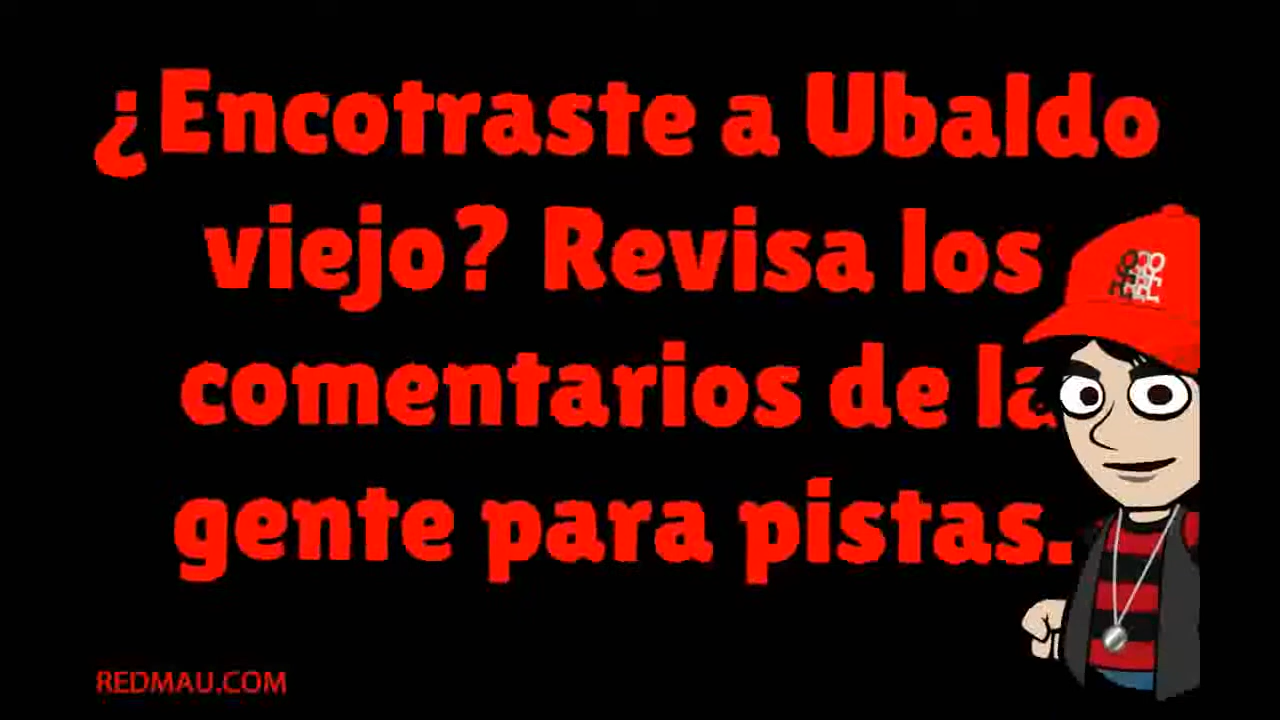 ¿Encotraste a Ubaldo
viejo? Revisa los
comentarios de la
gente para pistas.
REDMAU.COM